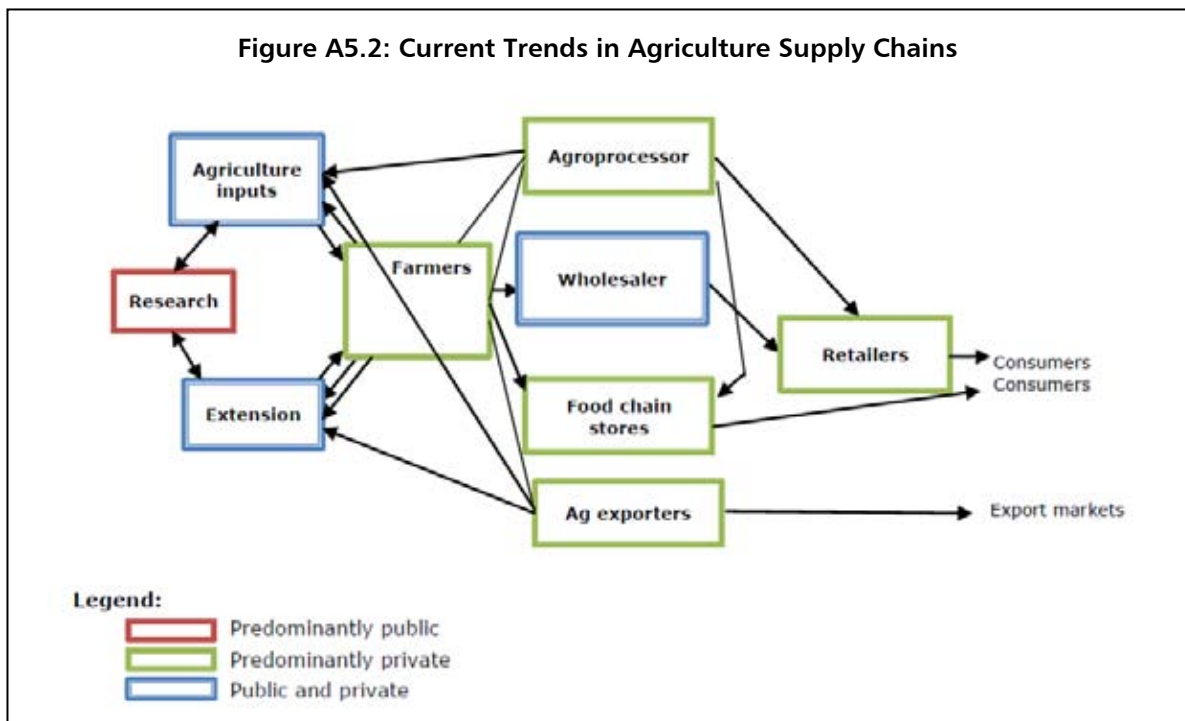 Figure A5.2: Current Trends in Agriculture Supply Chains
Agriculture
inputs
Agroprocessor
Farmers
Wholesaler
Research
Retailers
Consumers
Consumers
Extension
Food chain
stores
Ag exporters
Export markets
Legend:
Predominantly public
Predominantly private
Public and private